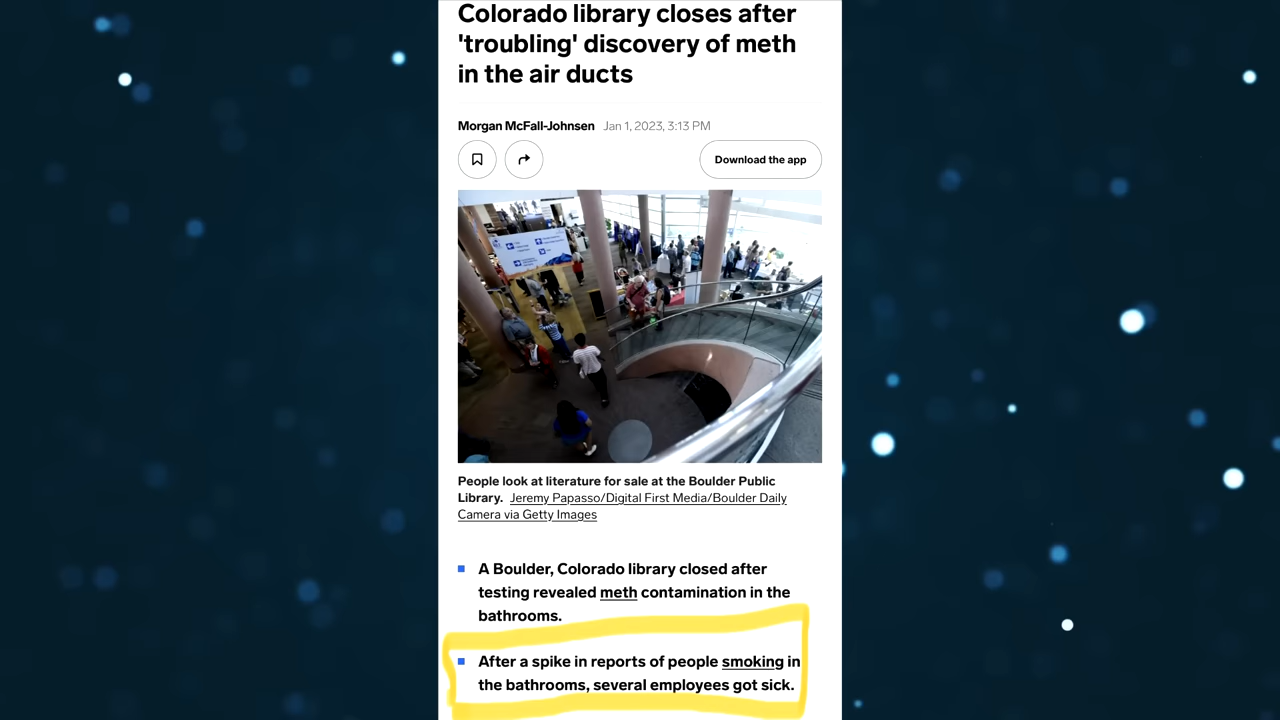 Colorado library closes after
'troubling' discovery of meth
in the air ducts
Morgan McFall-Johnsen Jan 1, 2023, 3:13 PM
Download the app
People look at literature for sale at the Boulder Public
Library. Jeremy Papasso/Digital First Media/Boulder Daily
Camera via Getty Images
A Boulder, Colorado library closed after
testing revealed meth contamination in the
bathrooms.
After a spike in reports of people smoking in
the bathrooms, several employees got sick.